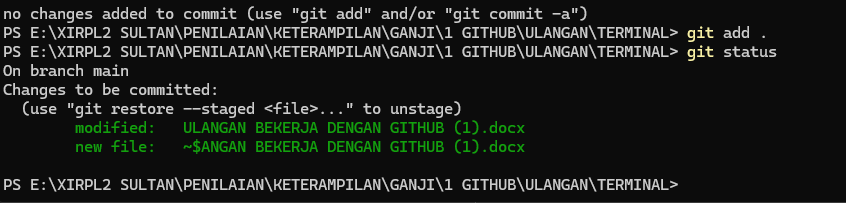 no changes added to commit (use "git add" and/or "git commit -a")
PS E:\XIRPL2 SULTAN\PENILAIAN\KETERAMPILAN\GANJI\1 GITHUB\ULANGAN\TERMINAL> git add .
PS E:\XIRPL2 SULTAN\PENILAIAN\KETERAMPILAN\GANJI\1 GITHUB\ULANGAN\TERMINAL> git status
On branch main
Changes to be committed:
  (use "git restore --staged <file>..." to unstage)
        modified:   ULANGAN BEKERJA DENGAN GITHUB (1).docx
        new file:   ~$ANGAN BEKERJA DENGAN GITHUB (1).docx
PS E:\XIRPL2 SULTAN\PENILAIAN\KETERAMPILAN\GANJI\1 GITHUB\ULANGAN\TERMINAL>